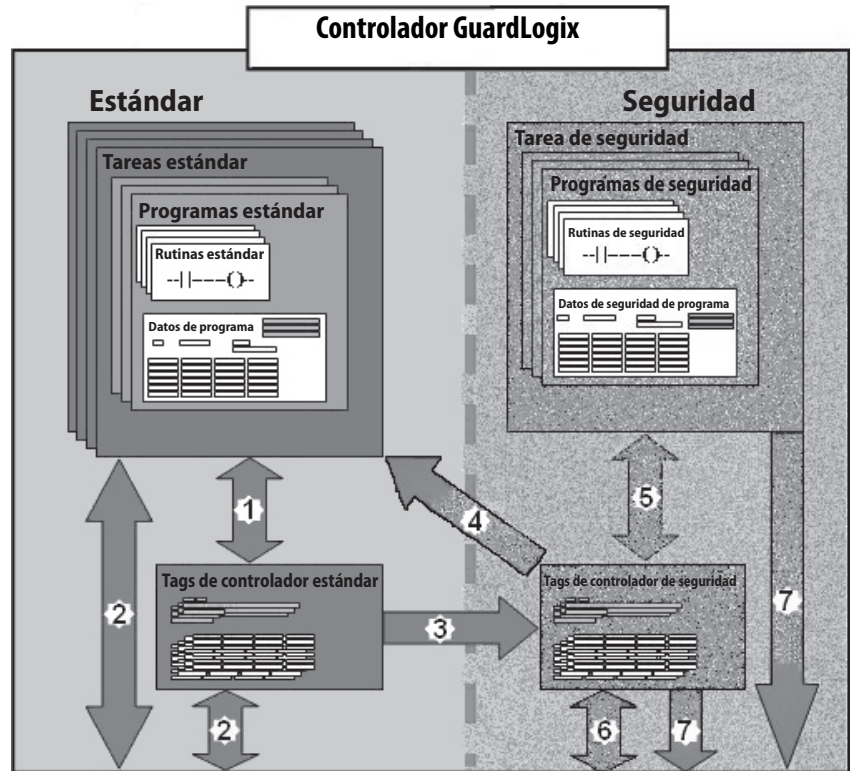 Controlador GuardLogix
Estándar
Seguridad
Tareas estándar
Programas estándar
Rutinas estándar
Datos de programa
Tarea de seguridad
Programas de seguridad
Rutinas de seguridad
Datos de seguridad de programa
1
2
3
4
5
7
Tags de controlador estándar
Tags de controlador de seguridad
2
6
7